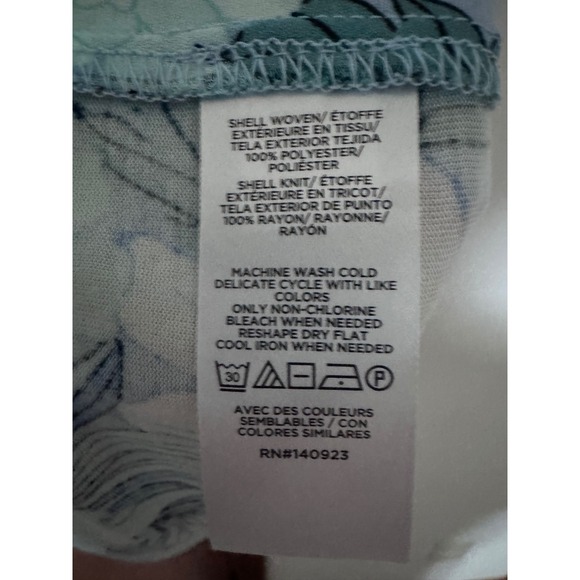 SHELL WOVEN/ ÉTOFFE
EXTÉRIEURE EN TISSU/
TELA EXTERIOR TEJIDA
100% POLYESTER/
POLIÉSTER
SHELL KNIT/ ÉTOFFE
EXTÉRIEURE EN TRICOT/
TELA EXTERIOR DE PUNTO
100% RAYON/ RAYONNE/
RAYÓN
MACHINE WASH COLD
DELICATE CYCLE WITH LIKE
COLORS
ONLY NON-CHLORINE
BLEACH WHEN NEEDED
RESHAPE DRY FLAT
COOL IRON WHEN NEEDED
30 P
AVEC DES COULEURS
SEMBLABLES / CON
COLORES SIMILARES
RN#140923